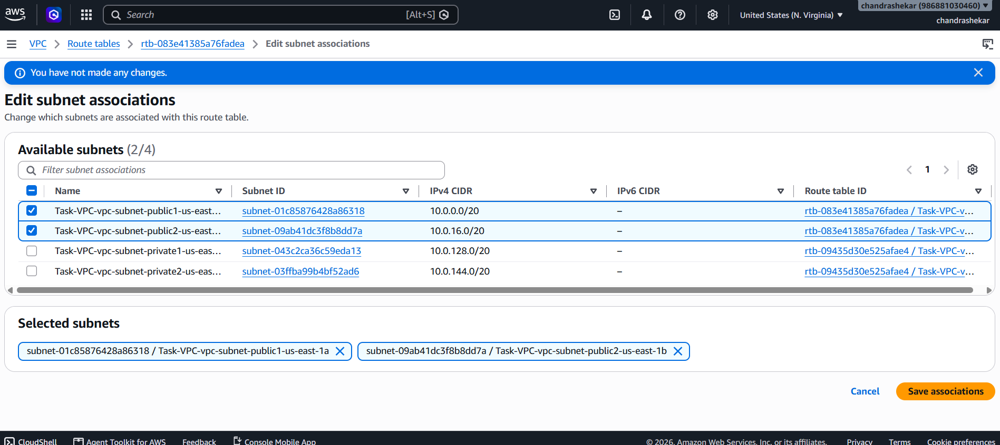 aws
Search [Alt+S]
United States (N. Virginia)
chandrashekar (986881030460)
chandrashekar
VPC Route tables rtb-083e41385a76fadea Edit subnet associations
You have not made any changes.
Edit subnet associations
Change which subnets are associated with this route table.
Available subnets (2/4)
Filter subnet associations
1
Name Subnet ID IPv4 CIDR IPv6 CIDR Route table ID
Task-VPC-vpc-subnet-public1-us-east... subnet-01c85876428a86318 10.0.0.0/20 – rtb-083e41385a76fadea / Task-VPC-v...
Task-VPC-vpc-subnet-public2-us-east... subnet-09ab41dc3f8b8dd7a 10.0.16.0/20 – rtb-083e41385a76fadea / Task-VPC-v...
Task-VPC-vpc-subnet-private1-us-eas... subnet-043c2ca36c59eda13 10.0.128.0/20 – rtb-09435d30e525afae4 / Task-VPC-v...
Task-VPC-vpc-subnet-private2-us-eas... subnet-03ffba99b4bf52ad6 10.0.144.0/20 – rtb-09435d30e525afae4 / Task-VPC-v...
Selected subnets
subnet-01c85876428a86318 / Task-VPC-vpc-subnet-public1-us-east-1a subnet-09ab41dc3f8b8dd7a / Task-VPC-vpc-subnet-public2-us-east-1b
Cancel Save associations
CloudShell Agent Toolkit for AWS Feedback Console Mobile App © 2026, Amazon Web Services, Inc. or its affiliates. Privacy Terms Cookie preferences